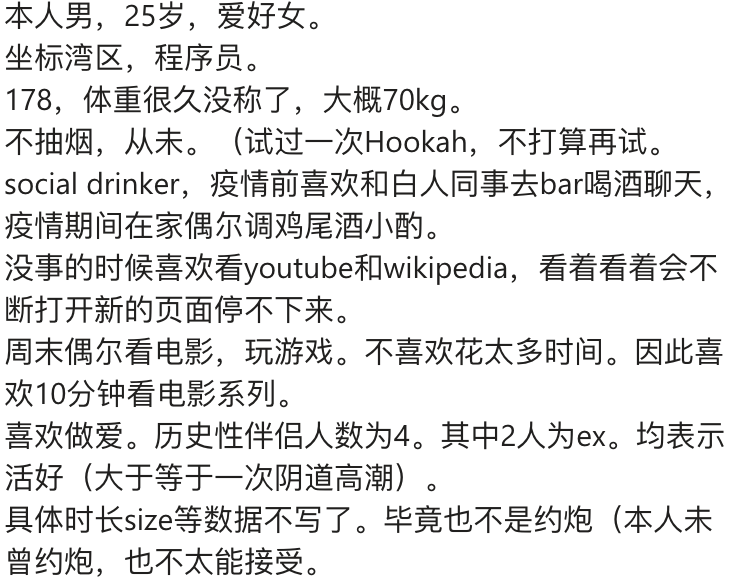 本人男，25岁，爱好女。
坐标湾区，程序员。
178，体重很久没称了，大概70kg。
不抽烟，从未。（试过一次Hookah，不打算再试。
social drinker，疫情前喜欢和白人同事去bar喝酒聊天，
疫情期间在家偶尔调鸡尾酒小酌。
没事的时候喜欢看youtube和wikipedia，看着看着会不
断打开新的页面停不下来。
周末偶尔看电影，玩游戏。不喜欢花太多时间。因此喜
欢10分钟看电影系列。
喜欢做爱。历史性伴侣人数为4。其中2人为ex。均表示
活好（大于等于一次阴道高潮）。
具体时长size等数据不写了。毕竟也不是约炮（本人未
曾约炮，也不太能接受。